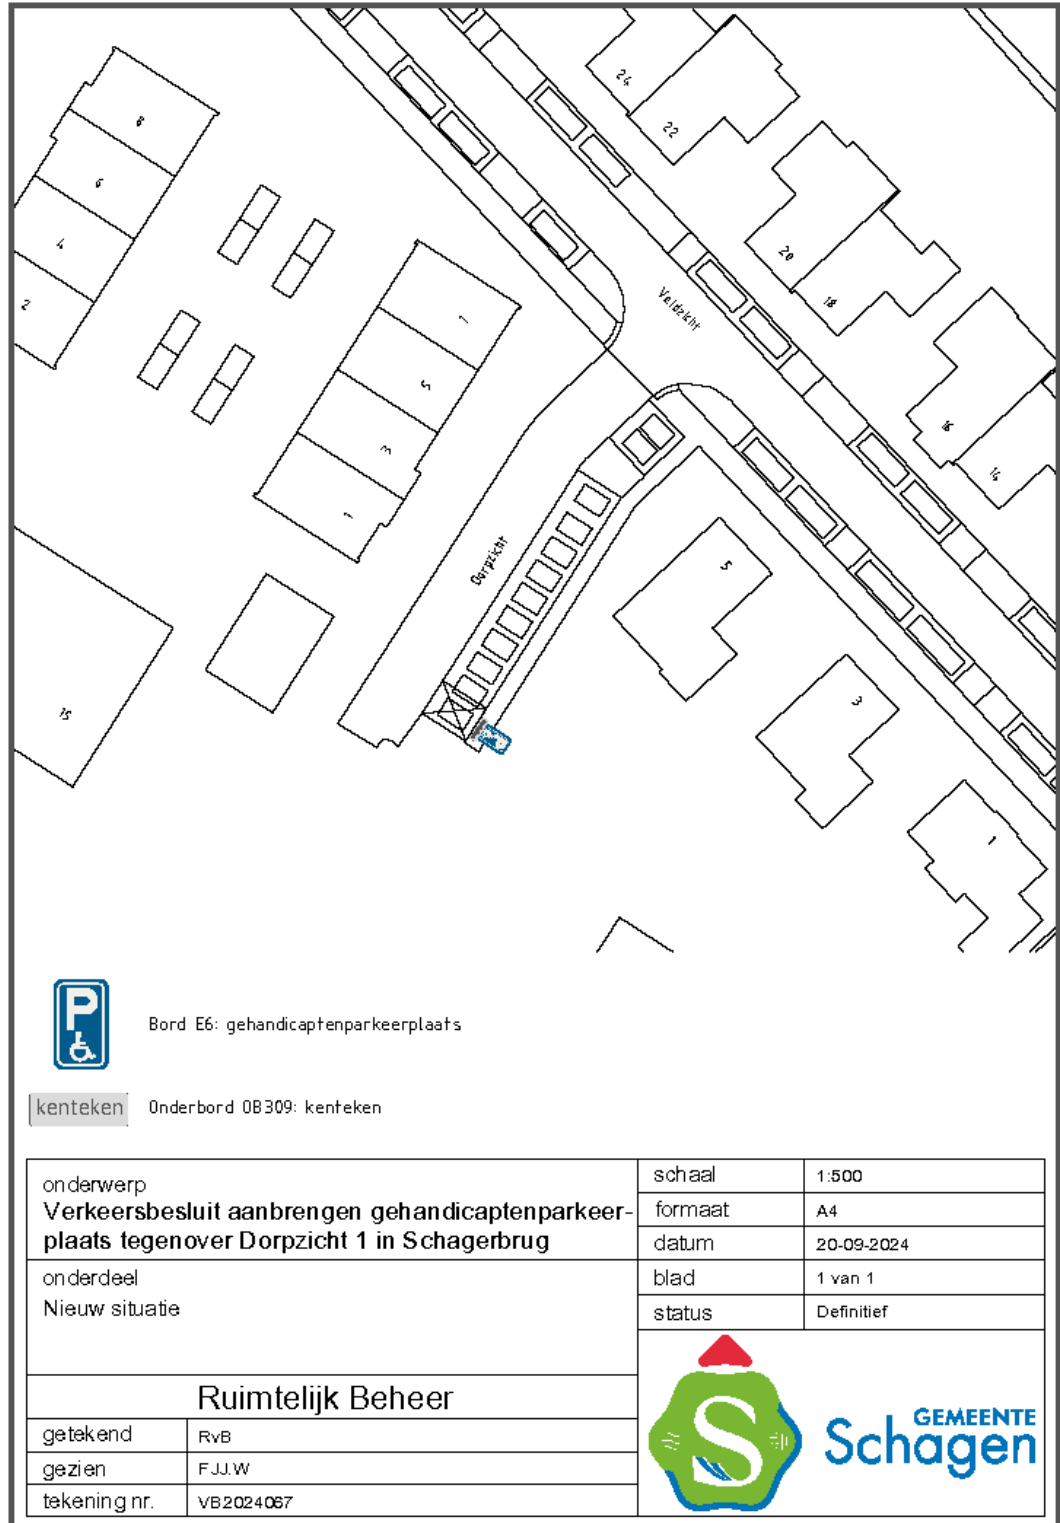 24
22
8
6
4
2
20
18
Veldzicht
7
5
3
1
16
14
Dorpzicht
5
15
3
1
P
Bord E6: gehandicaptenparkeerplaats
kenteken
Onderbord OB309: kenteken
onderwerp
Verkeersbesluit aanbrengen gehandicaptenparkeer-
plaats tegenover Dorpzicht 1 in Schagerbrug
onderdeel
Nieuw situatie
schaal 1:500
formaat A4
datum 20-09-2024
blad 1 van 1
status Definitief
Ruimtelijk Beheer
getekend RvB
gezien F.J.J.W
tekening nr. VB2024067
S
GEMEENTE
Schagen